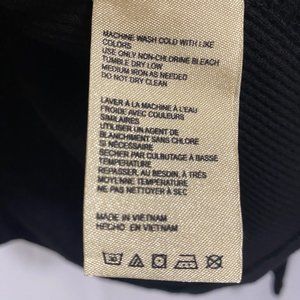 MACHINE WASH COLD WITH LIKE
COLORS
USE ONLY NON-CHLORINE BLEACH
TUMBLE DRY LOW
MEDIUM IRON AS NEEDED
DO NOT DRY CLEAN
LAVER À LA MACHINE À L'EAU
FROIDE AVEC COULEURS
SIMILAIRES
UTILISER UN AGENT DE
BLANCHIMENT SANS CHLORE
SI NÉCESSAIRE
SÉCHER PAR CULBUTAGE À BASSE
TEMPÉRATURE
REPASSER, AU BESOIN, À TRÈS
MOYENNE TEMPÉRATURE
NE PAS NETTOYER À SEC
MADE IN VIETNAM
HECHO EN VIETNAM